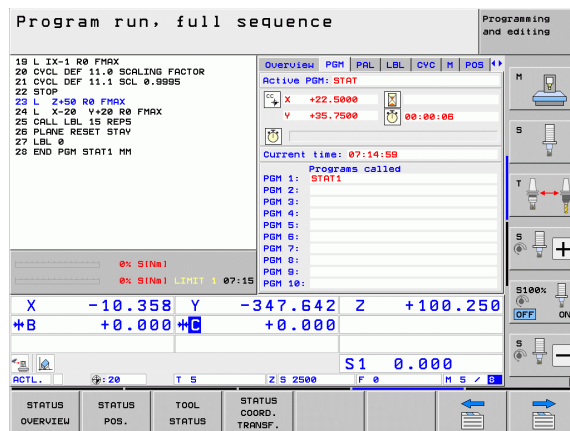 Program run, full sequence
Programming
and editing
19 L IX-1 R0 FMAX
20 CYCL DEF 11.0 SCALING FACTOR
21 CYCL DEF 11.1 SCL 0.9995
22 STOP
23 L Z+50 R0 FMAX
24 L X-20 Y+20 R0 FMAX
25 CALL LBL 15 REP5
26 PLANE RESET STAY
27 LBL 0
28 END PGM STAT1 MM
0% S[Nm]
0% S[Nm] LIMIT 1 07:15
Overview PGM PAL LBL CYC M POS
Active PGM: STAT
CC X +22.5000
Y +35.7500 00:00:06
Current time: 07:14:59
Programs called
PGM 1: STAT1
PGM 2:
PGM 3:
PGM 4:
PGM 5:
PGM 6:
PGM 7:
PGM 8:
PGM 9:
PGM 10:
X -10.358 Y -347.642 Z +100.250
B +0.000 C +0.000
S1 0.000
ACTL. : 20 T 5 Z S 2500 F 0 M 5 / 8
M
S
T
S
S100%
OFF ON
S
STATUS OVERVIEW
STATUS POS.
TOOL STATUS
STATUS COORD. TRANSF.